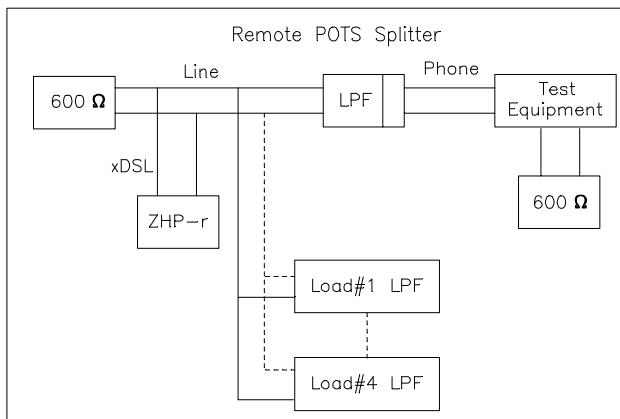 Remote POTS Splitter
Line
Phone
600 Ω
LPF
Test
Equipment
xDSL
ZHP-r
600 Ω
Load#1 LPF
Load#4 LPF